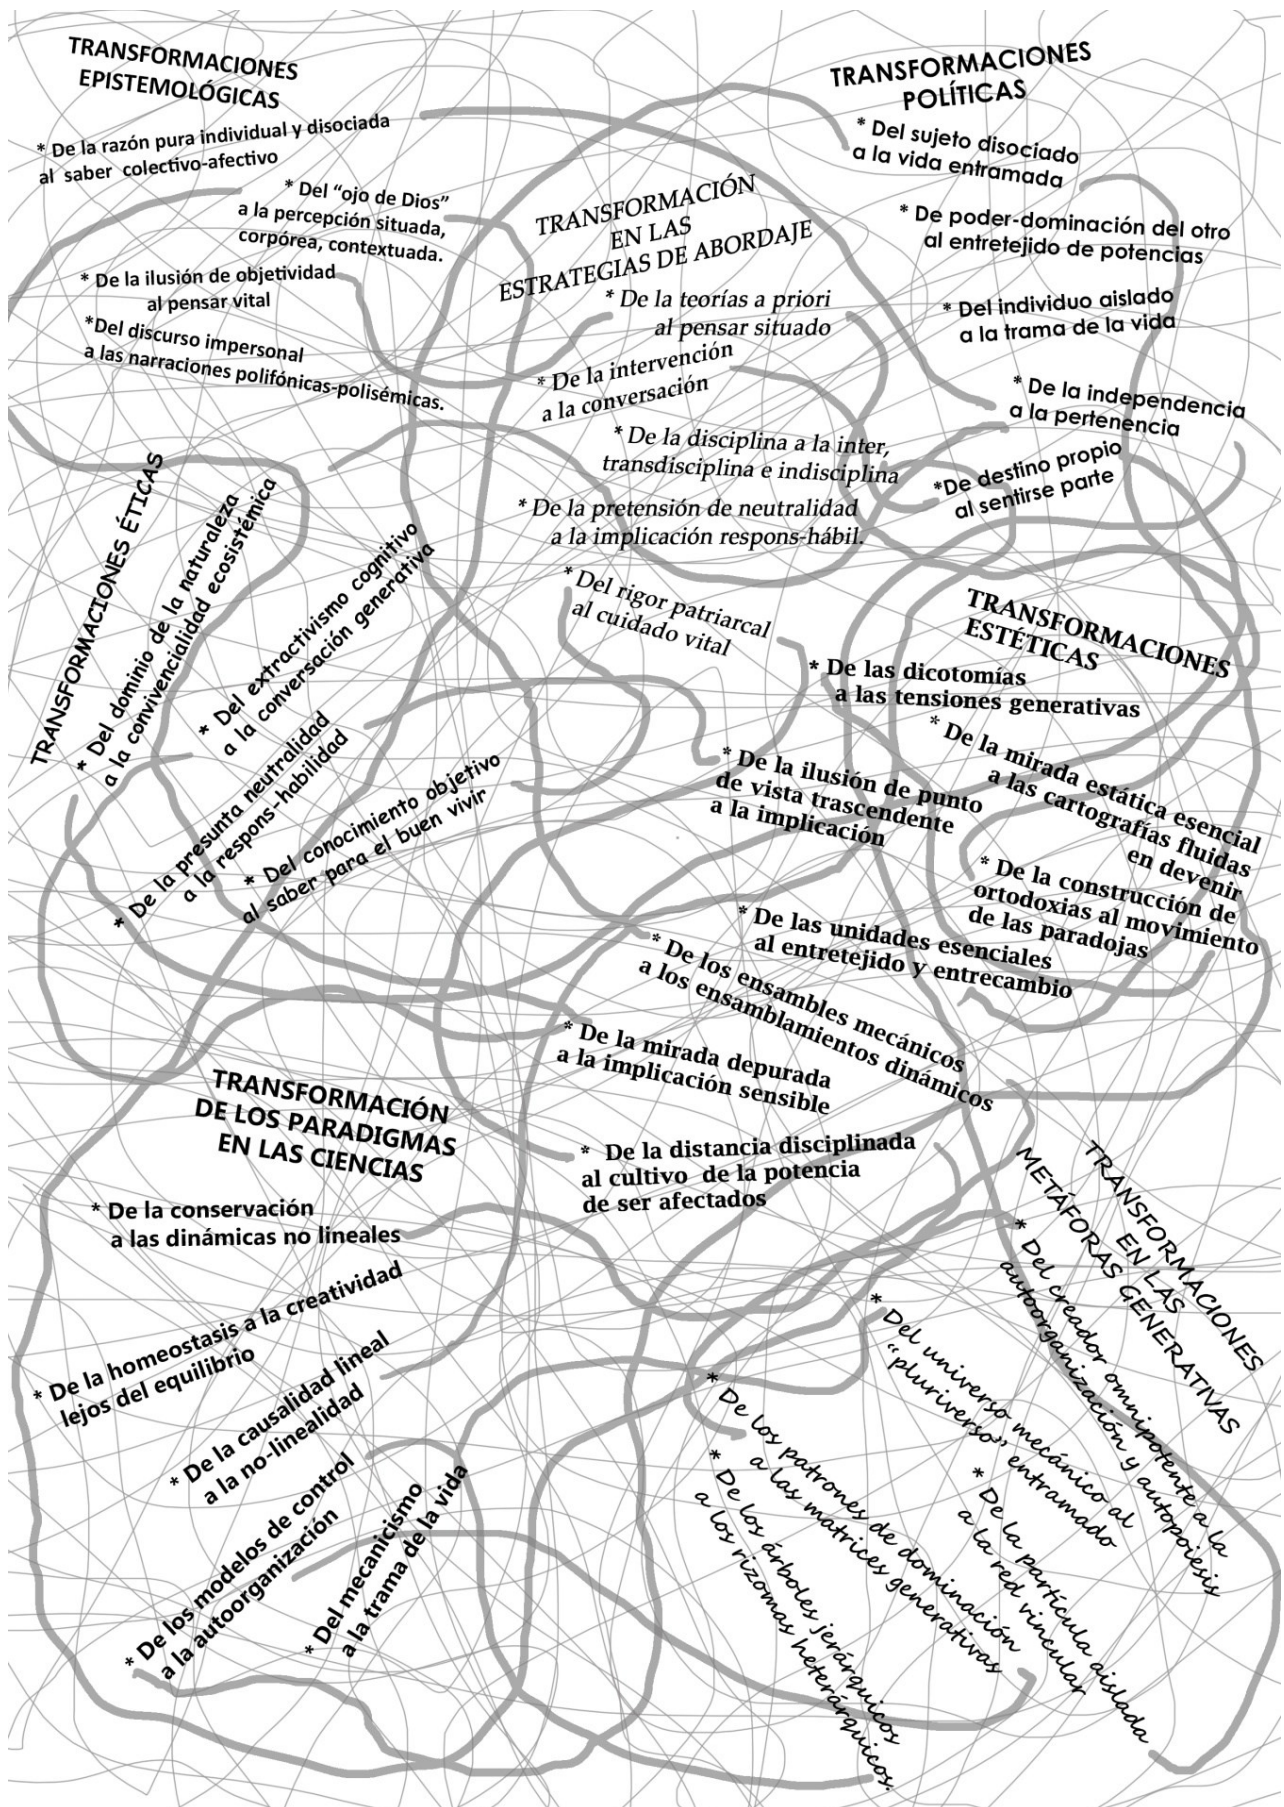 TRANSFORMACIONES
EPISTEMOLÓGICAS
* De la razón pura individual y disociada
al saber colectivo-afectivo
* Del “ojo de Dios”
a la percepción situada,
corpórea, contextuada.
* De la ilusión de objetividad
al pensar vital
*Del discurso impersonal
a las narraciones polifónicas-polisémicas.
TRANSFORMACIÓN
EN LAS
ESTRATEGIAS DE ABORDAJE
* De la teorías a priori
al pensar situado
* De la intervención
a la conversación
* De la disciplina a la inter,
transdisciplina e indisciplina
* De la pretensión de neutralidad
a la implicación respons-hábil.
* Del rigor patriarcal
al cuidado vital
TRANSFORMACIONES
POLÍTICAS
* Del sujeto disociado
a la vida entramada
* De poder-dominación del otro
al entretejido de potencias
* Del individuo aislado
a la trama de la vida
* De la independencia
a la pertenencia
*De destino propio
al sentirse parte
TRANSFORMACIONES ÉTICAS
* Del dominio de la naturaleza
a la convivencialidad ecosistémica
* Del extractivismo cognitivo
a la conversación generativa
* De la presunta neutralidad
a la respons-habilidad
* Del conocimiento objetivo
al saber para el buen vivir
TRANSFORMACIONES
ESTÉTICAS
* De las dicotomías
a las tensiones generativas
* De la mirada estática esencial
a las cartografías fluidas
en devenir
* De la ilusión de punto
de vista trascendente
a la implicación
* De la construcción de
ortodoxias al movimiento
de las paradojas
* De las unidades esenciales
al entretejido y entrecambio
* De los ensambles mecánicos
a los ensamblamientos dinámicos
* De la mirada depurada
a la implicación sensible
* De la distancia disciplinada
al cultivo de la potencia
de ser afectados
TRANSFORMACIÓN
DE LOS PARADIGMAS
EN LAS CIENCIAS
* De la conservación
a las dinámicas no lineales
* De la homeostasis a la creatividad
lejos del equilibrio
* De la causalidad lineal
a la no-linealidad
* De los modelos de control
a la autoorganización
* Del mecanicismo
a la trama de la vida
TRANSFORMACIONES
EN LAS
METÁFORAS GENERATIVAS
* Del creador omnipotente a la
autoorganización y autopoiesis
* Del universo mecánico al
“pluriverso” entramado
* De la partícula aislada
a la red vincular
* De los patrones de dominación
a las matrices generativas
* De los árboles jerárquicos
a los rizomas heterárquicos.